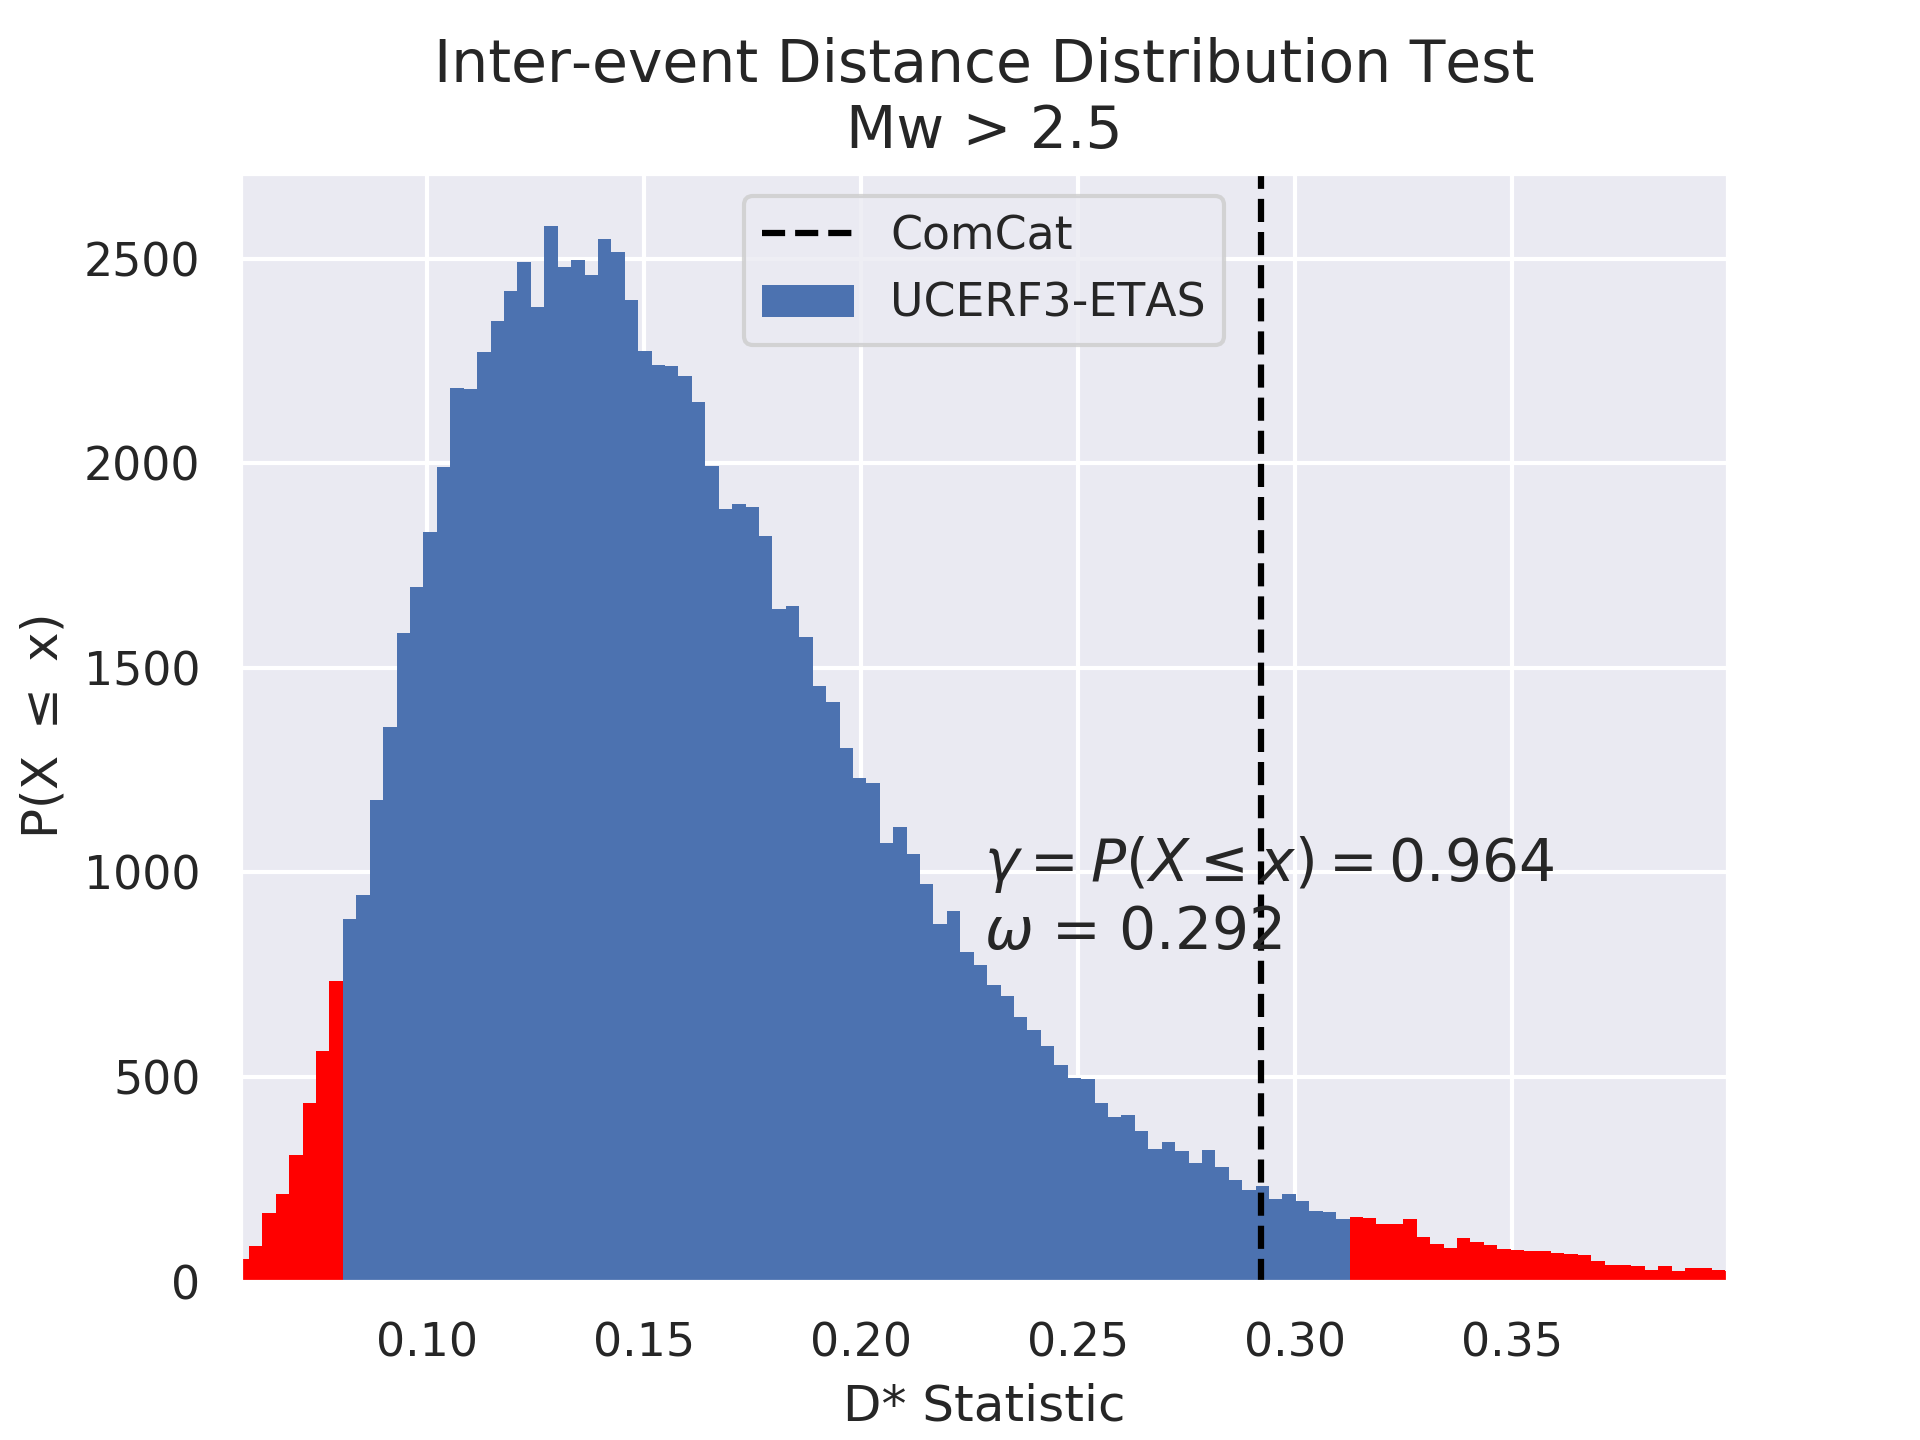 Inter-event Distance Distribution Test
Mw > 2.5
ComCat
UCERF3-ETAS
2500
2000
1500
1000
500
0
P(X ≤ x)
γ = P(X ≤ x) = 0.964
ω = 0.292
0.10 0.15 0.20 0.25 0.30 0.35
D* Statistic